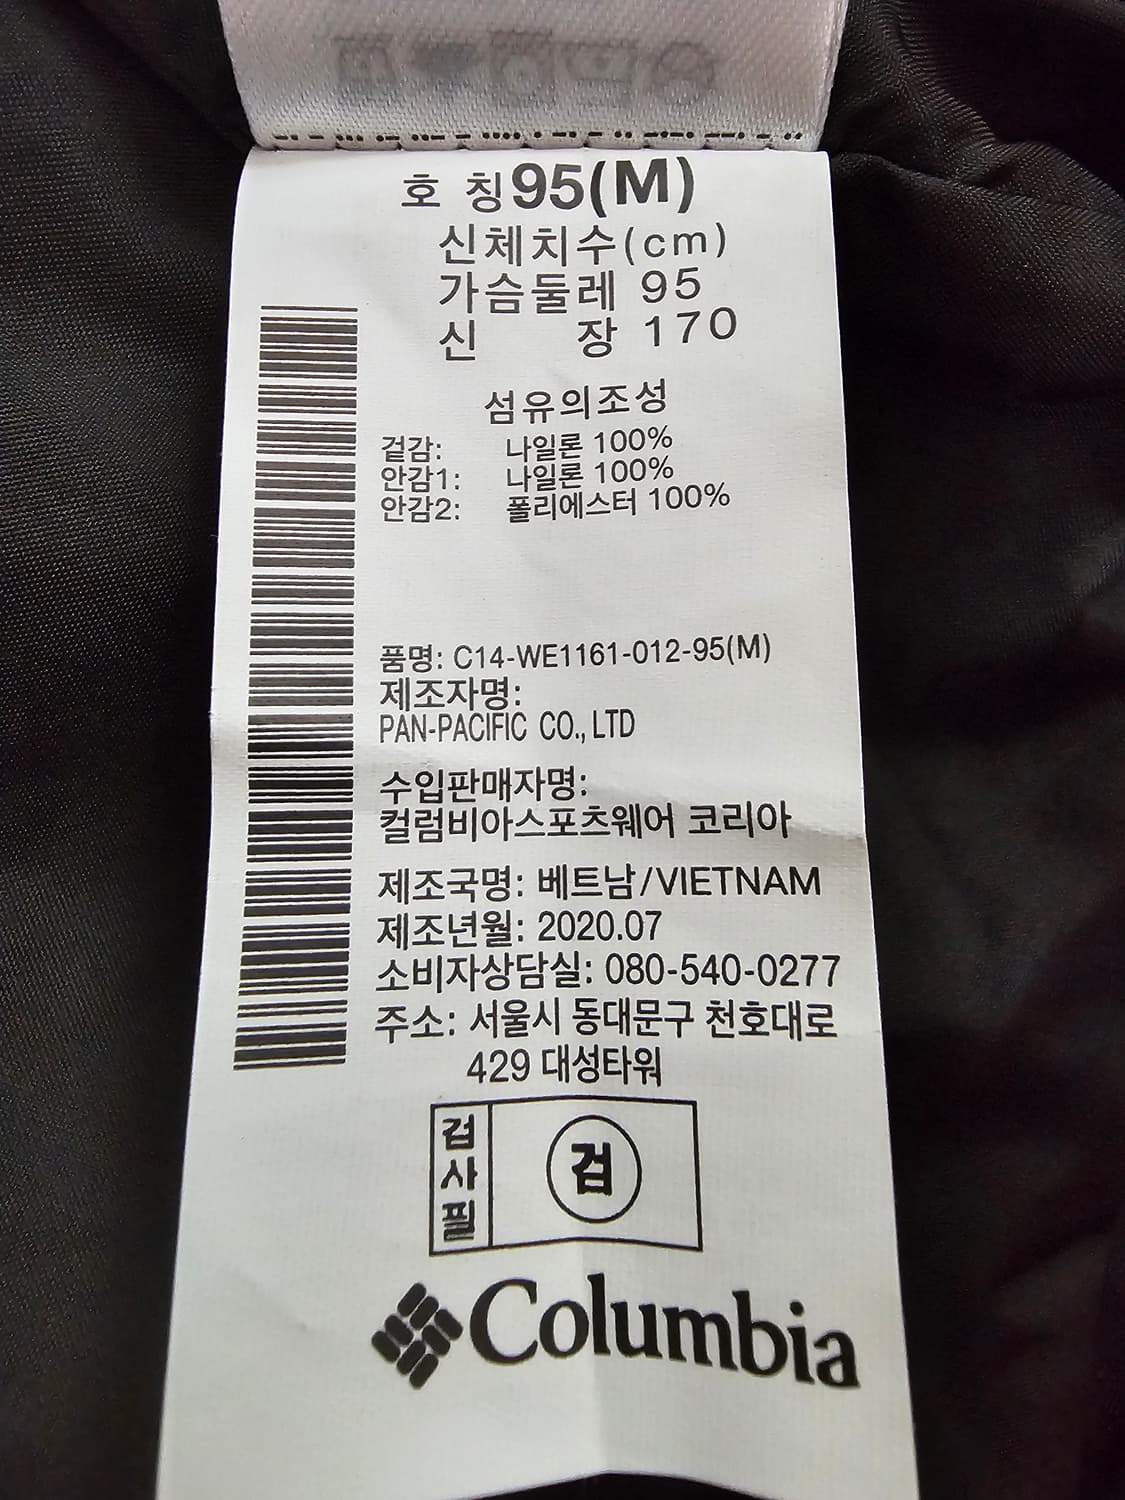 호 칭 95(M)
신체치수(cm)
가슴둘레 95
신 장 170
섬유의조성
겉감: 나일론 100%
안감1: 나일론 100%
안감2: 폴리에스터 100%
품명: C14-WE1161-012-95(M)
제조자명:
PAN-PACIFIC CO., LTD
수입판매자명:
컬럼비아스포츠웨어 코리아
제조국명: 베트남/VIETNAM
제조년월: 2020.07
소비자상담실: 080-540-0277
주소: 서울시 동대문구 천호대로
429 대성타워
검사필
검
Columbia